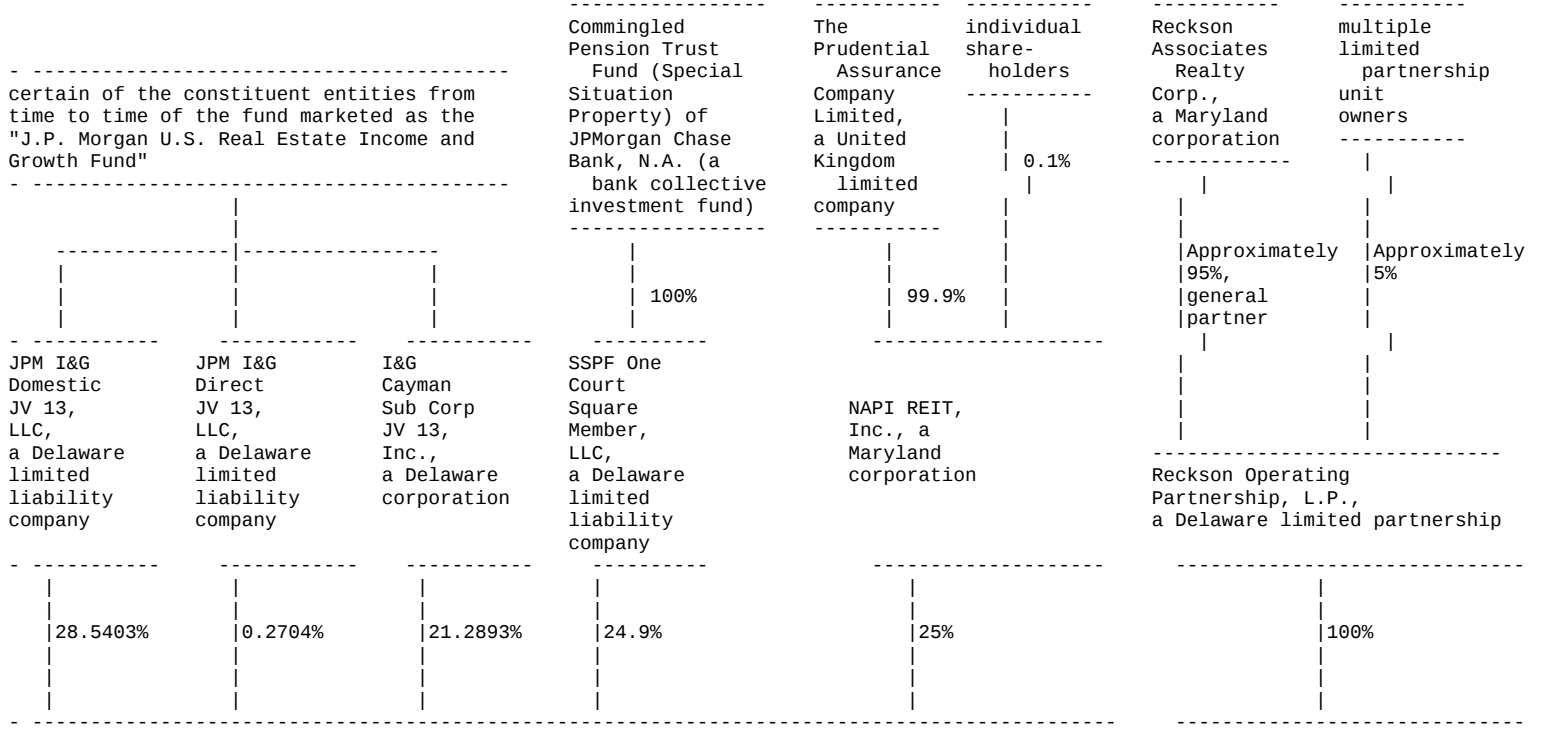 Commingled
Pension Trust
Fund (Special
Situation
Property) of
JPMorgan Chase
Bank, N.A. (a
bank collective
investment fund)
The
Prudential
Assurance
Company
Limited,
a United
Kingdom
limited
company
individual
share-
holders
0.1%
Reckson
Associates
Realty
Corp.,
a Maryland
corporation
multiple
limited
partnership
unit
owners
certain of the constituent entities from
time to time of the fund marketed as the
"J.P. Morgan U.S. Real Estate Income and
Growth Fund"
100%
99.9%
Approximately
95%,
general
partner
Approximately
5%
JPM I&G
Domestic
JV 13,
LLC,
a Delaware
limited
liability
company
JPM I&G
Direct
JV 13,
LLC,
a Delaware
limited
liability
company
I&G
Cayman
Sub Corp
JV 13,
Inc.,
a Delaware
corporation
SSPF One
Court
Square
Member,
LLC,
a Delaware
limited
liability
company
NAPI REIT,
Inc., a
Maryland
corporation
Reckson Operating
Partnership, L.P.,
a Delaware limited partnership
28.5403%
0.2704%
21.2893%
24.9%
25%
100%